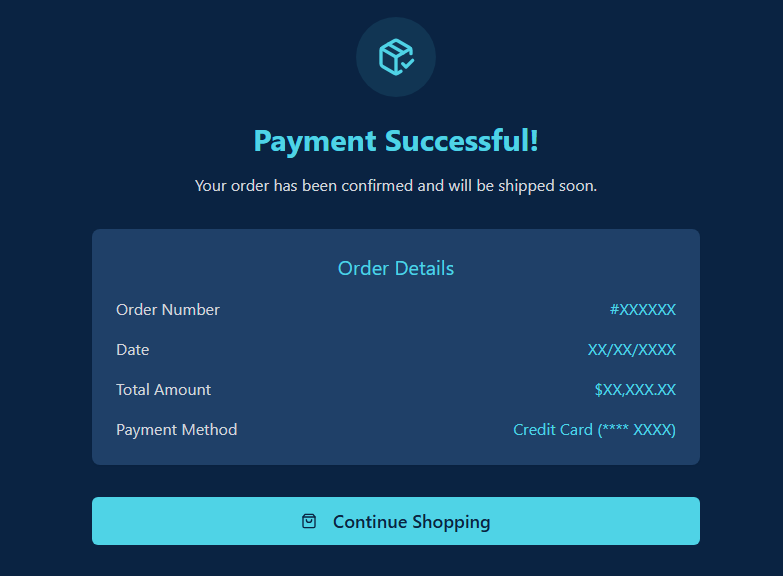 Payment Successful!
Your order has been confirmed and will be shipped soon.
Order Details
Order Number #XXXXXX
Date XX/XX/XXXX
Total Amount $XX,XXX.XX
Payment Method Credit Card (**** XXXX)
Continue Shopping